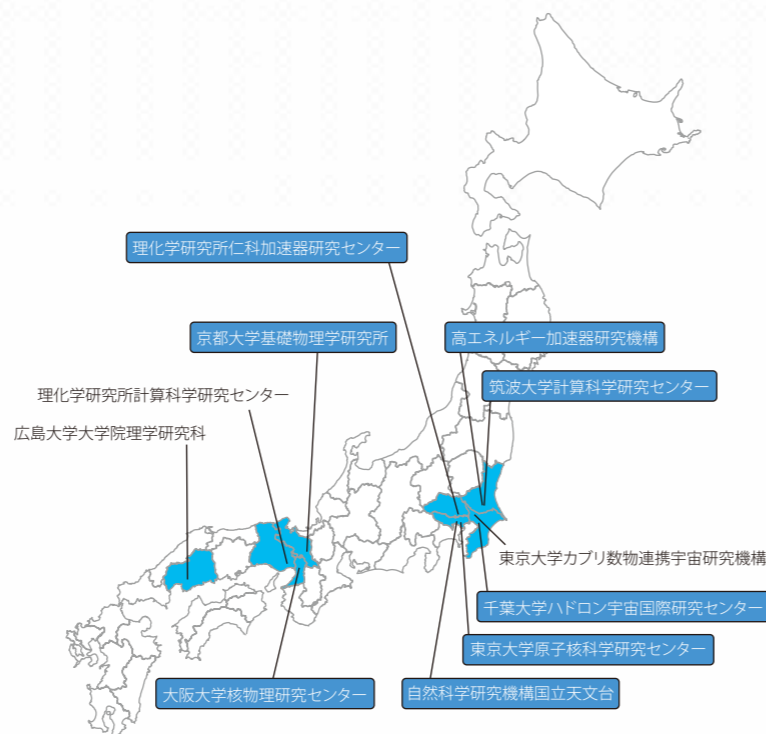 理化学研究所仁科加速器研究センター
京都大学基礎物理学研究所
高エネルギー加速器研究機構
理化学研究所計算科学研究センター
筑波大学計算科学研究センター
広島大学大学院理学研究科
東京大学カブリ数物連携宇宙研究機構
千葉大学ハドロン宇宙国際研究センター
東京大学原子核科学研究センター
大阪大学核物理研究センター
自然科学研究機構国立天文台